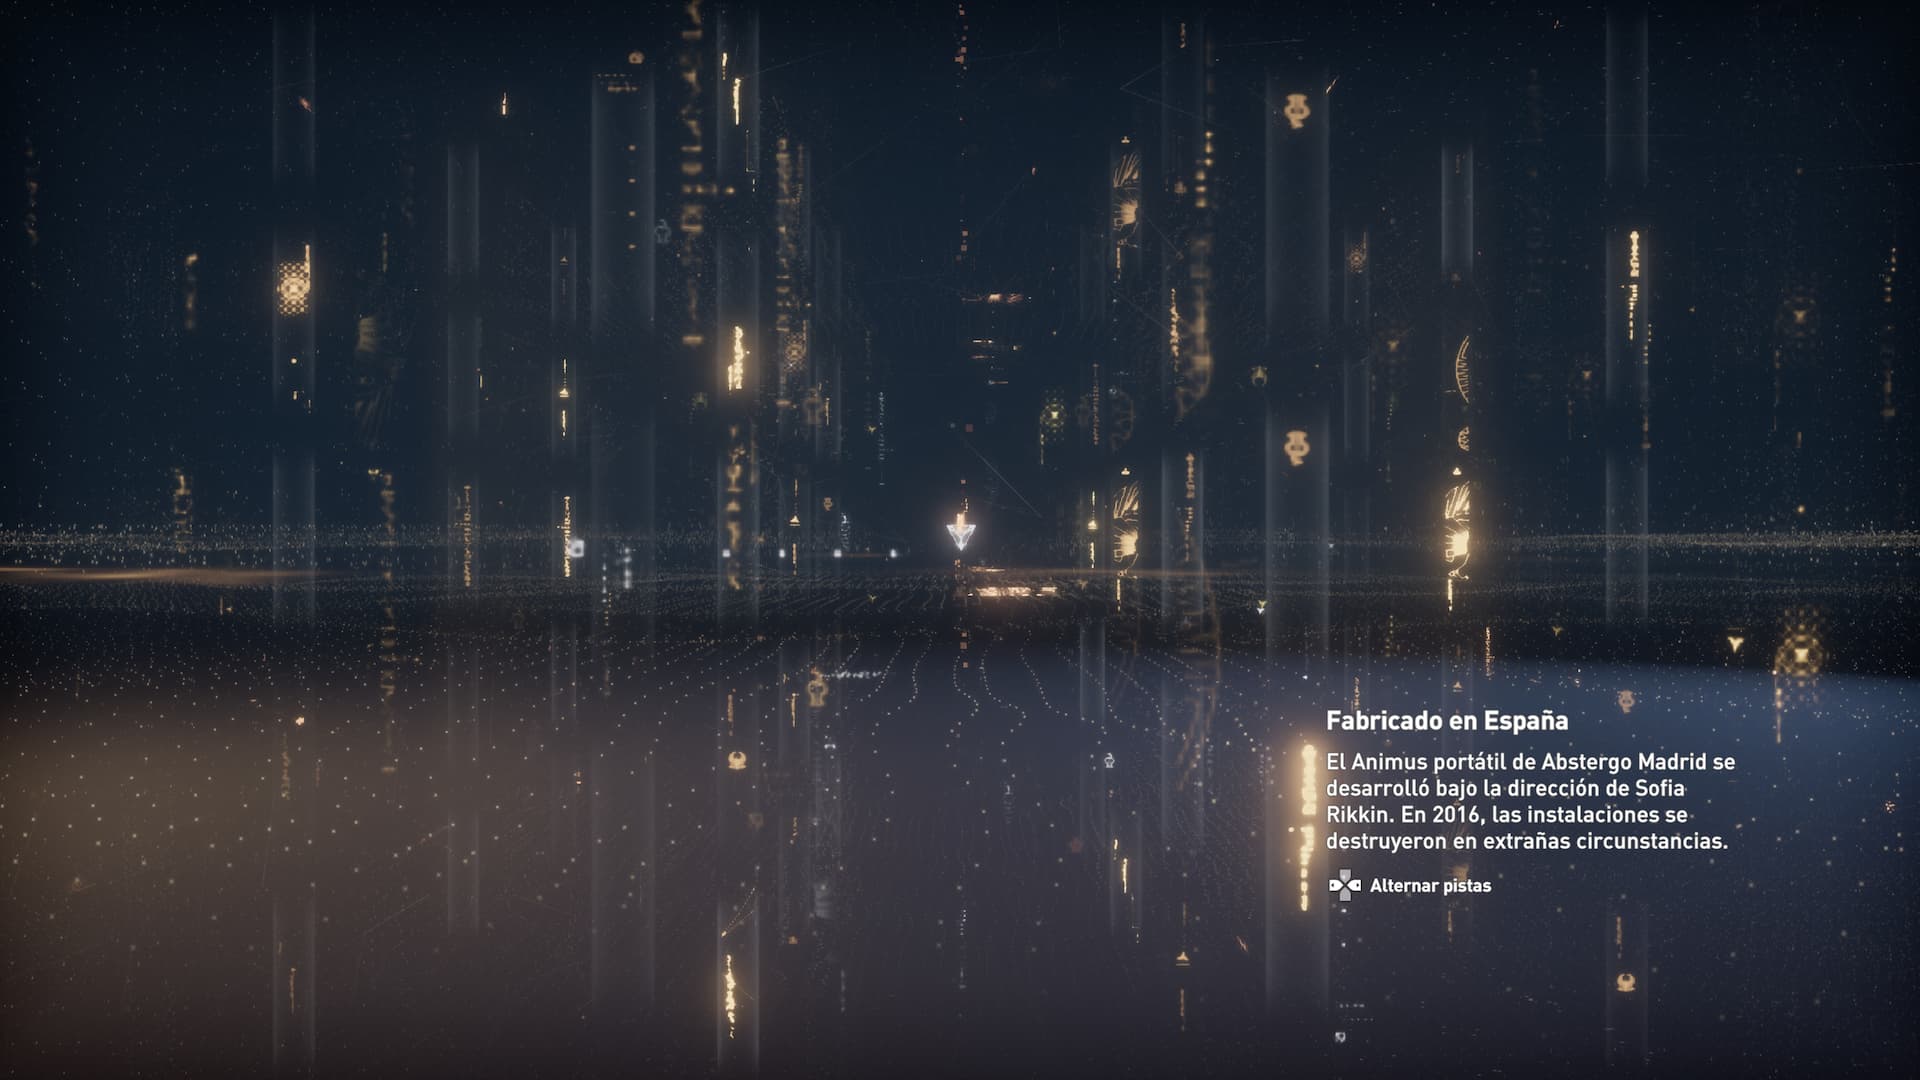 Fabricado en España
El Animus portátil de Abstergo Madrid se
desarrolló bajo la dirección de Sofia
Rikkin. En 2016, las instalaciones se
destruyeron en extrañas circunstancias.
Alternar pistas